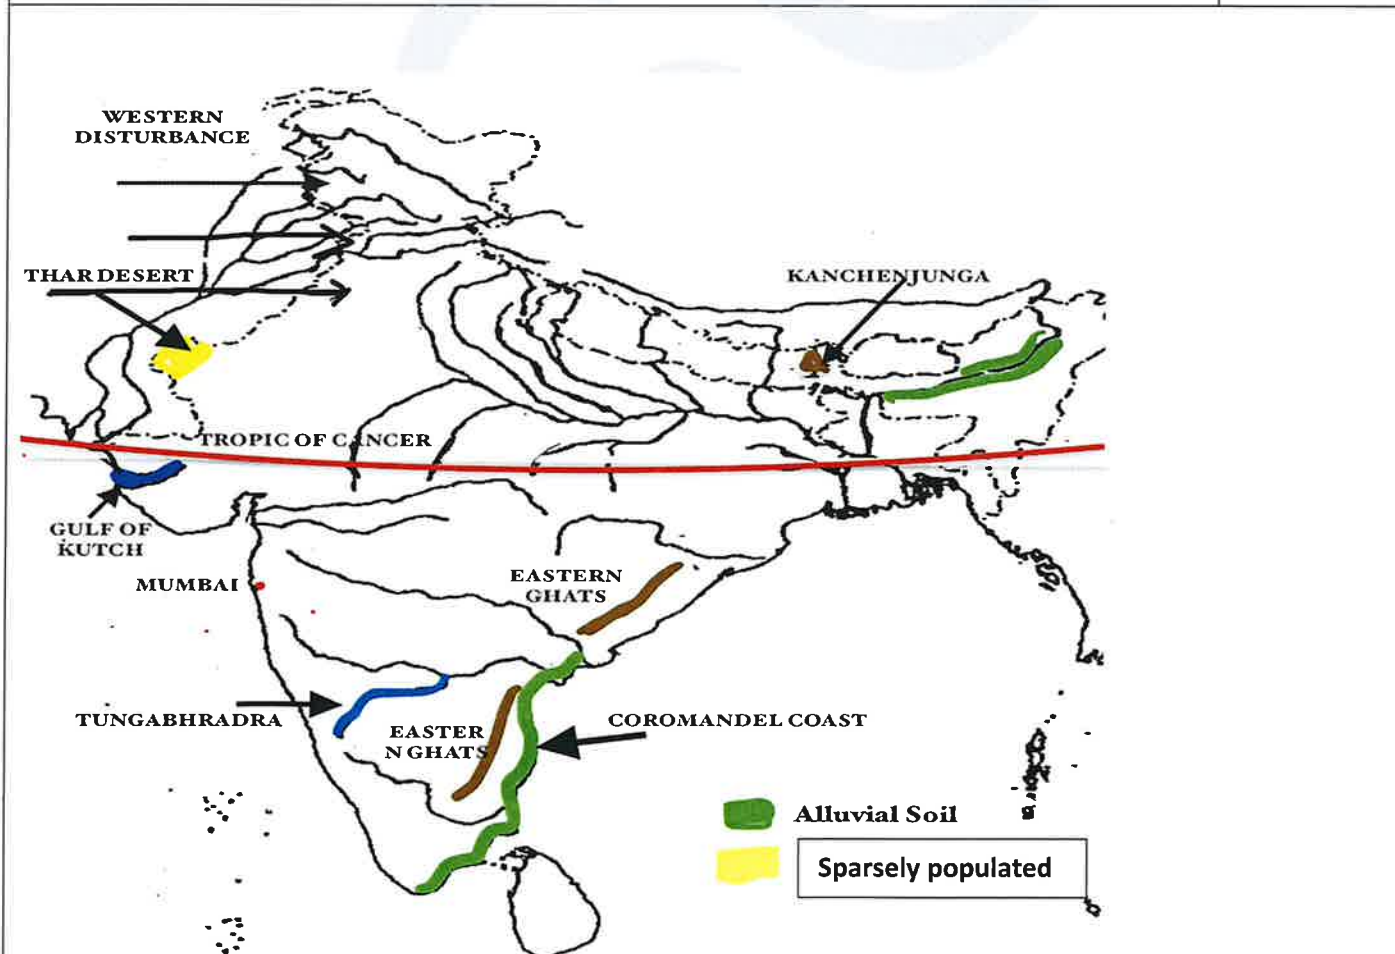 WESTERN
DISTURBANCE
THAR DESERT
KANCHENJUNGA
TROPIC OF CANCER
GULF OF
KUTCH
MUMBAI
EASTERN
GHATS
TUNGABHRADRA
EASTER
N GHATS
COROMANDEL COAST
Alluvial Soil
Sparsely populated